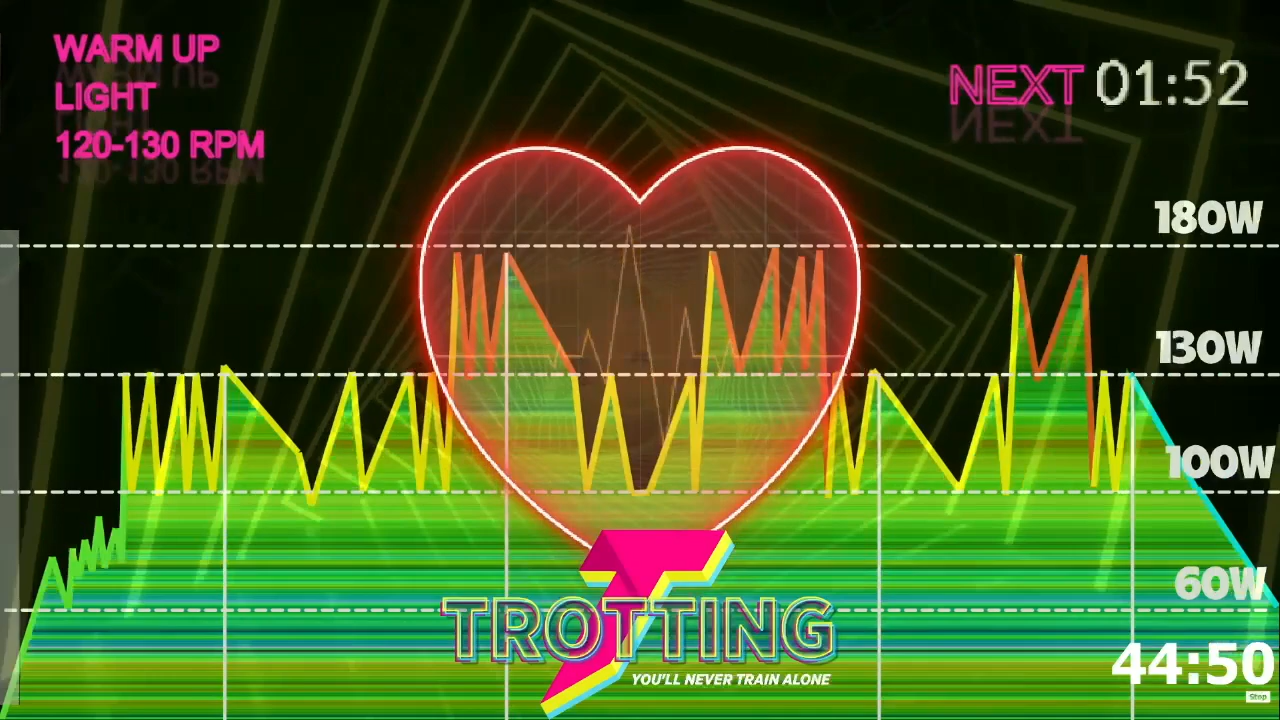 WARM UP
LIGHT
120-130 RPM
NEXT 01:52
180W
130W
100W
60W
44:50
Stop
TROTTING
YOU'LL NEVER TRAIN ALONE